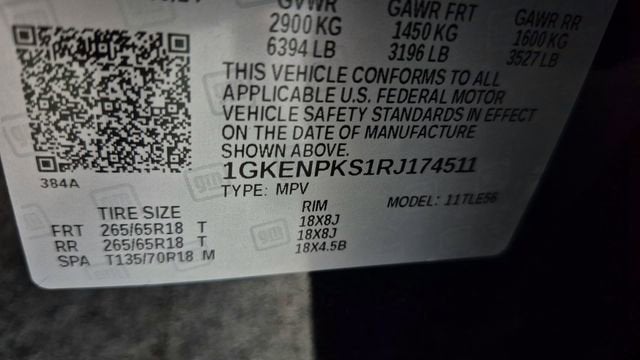 GVWR GAWR FRT GAWR RR
2900 KG 1450 KG 1600 KG
6394 LB 3196 LB 3527 LB
THIS VEHICLE CONFORMS TO ALL
APPLICABLE U.S. FEDERAL MOTOR
VEHICLE SAFETY STANDARDS IN EFFECT
ON THE DATE OF MANUFACTURE
SHOWN ABOVE.
1GKENPKS1RJ174511
384A
TYPE: MPV MODEL: 11TLE56
TIRE SIZE RIM
FRT 265/65R18 T 18X8J
RR 265/65R18 T 18X8J
SPA T135/70R18 M 18X4.5B
gm